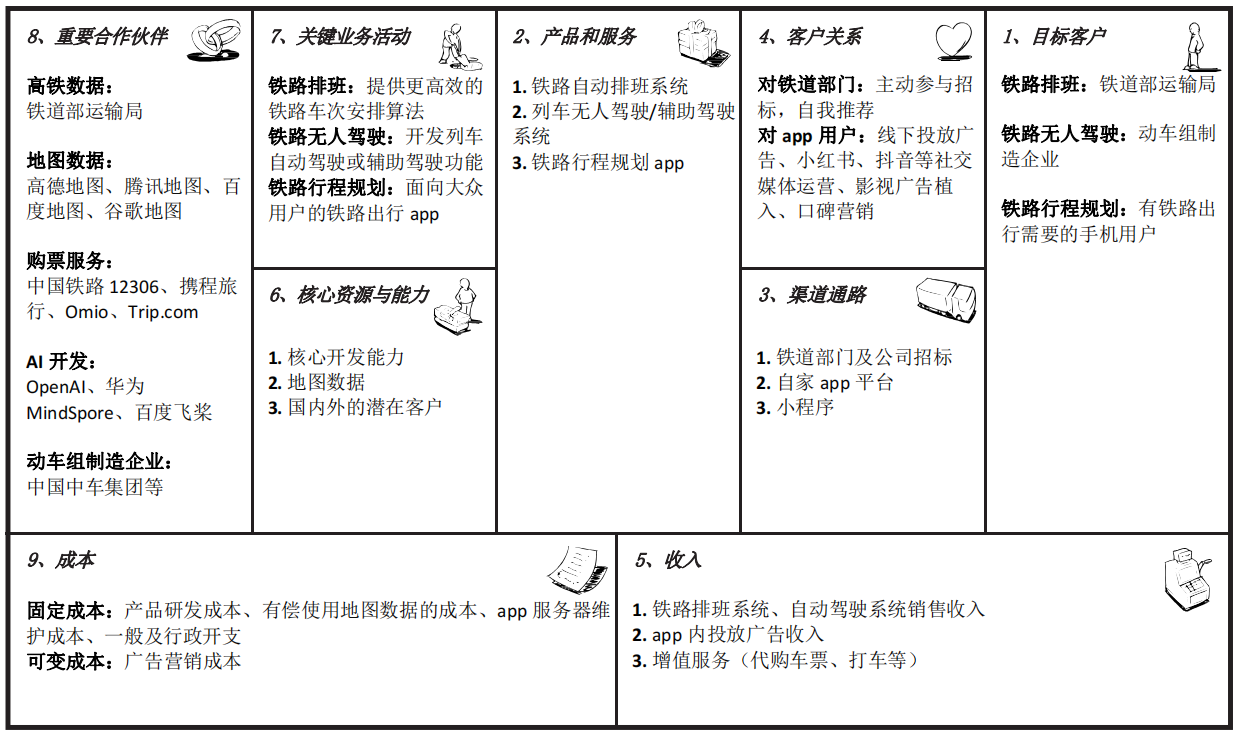 8、重要合作伙伴
高铁数据：
铁道部运输局
地图数据：
高德地图、腾讯地图、百
度地图、谷歌地图
购票服务：
中国铁路 12306、携程旅
行、Omio、Trip.com
AI 开发：
OpenAI、华为
MindSpore、百度飞桨
动车组制造企业：
中国中车集团等
7、关键业务活动
铁路排班：提供更高效的
铁路车次安排算法
铁路无人驾驶：开发列车
自动驾驶或辅助驾驶功能
铁路行程规划：面向大众
用户的铁路出行 app
6、核心资源与能力
1. 核心开发能力
2. 地图数据
3. 国内外的潜在客户
2、产品和服务
1. 铁路自动排班系统
2. 列车无人驾驶/辅助驾驶
系统
3. 铁路行程规划 app
4、客户关系
对铁道部门：主动参与招
标，自我推荐
对 app 用户：线下投放广
告、小红书、抖音等社交
媒体运营、影视广告植
入、口碑营销
3、渠道通路
1. 铁道部门及公司招标
2. 自家 app 平台
3. 小程序
1、目标客户
铁路排班：铁道部运输局
铁路无人驾驶：动车组制
造企业
铁路行程规划：有铁路出
行需要的手机用户
9、成本
固定成本：产品研发成本、有偿使用地图数据的成本、app 服务器维
护成本、一般及行政开支
可变成本：广告营销成本
5、收入
1. 铁路排班系统、自动驾驶系统销售收入
2. app 内投放广告收入
3. 增值服务（代购车票、打车等）